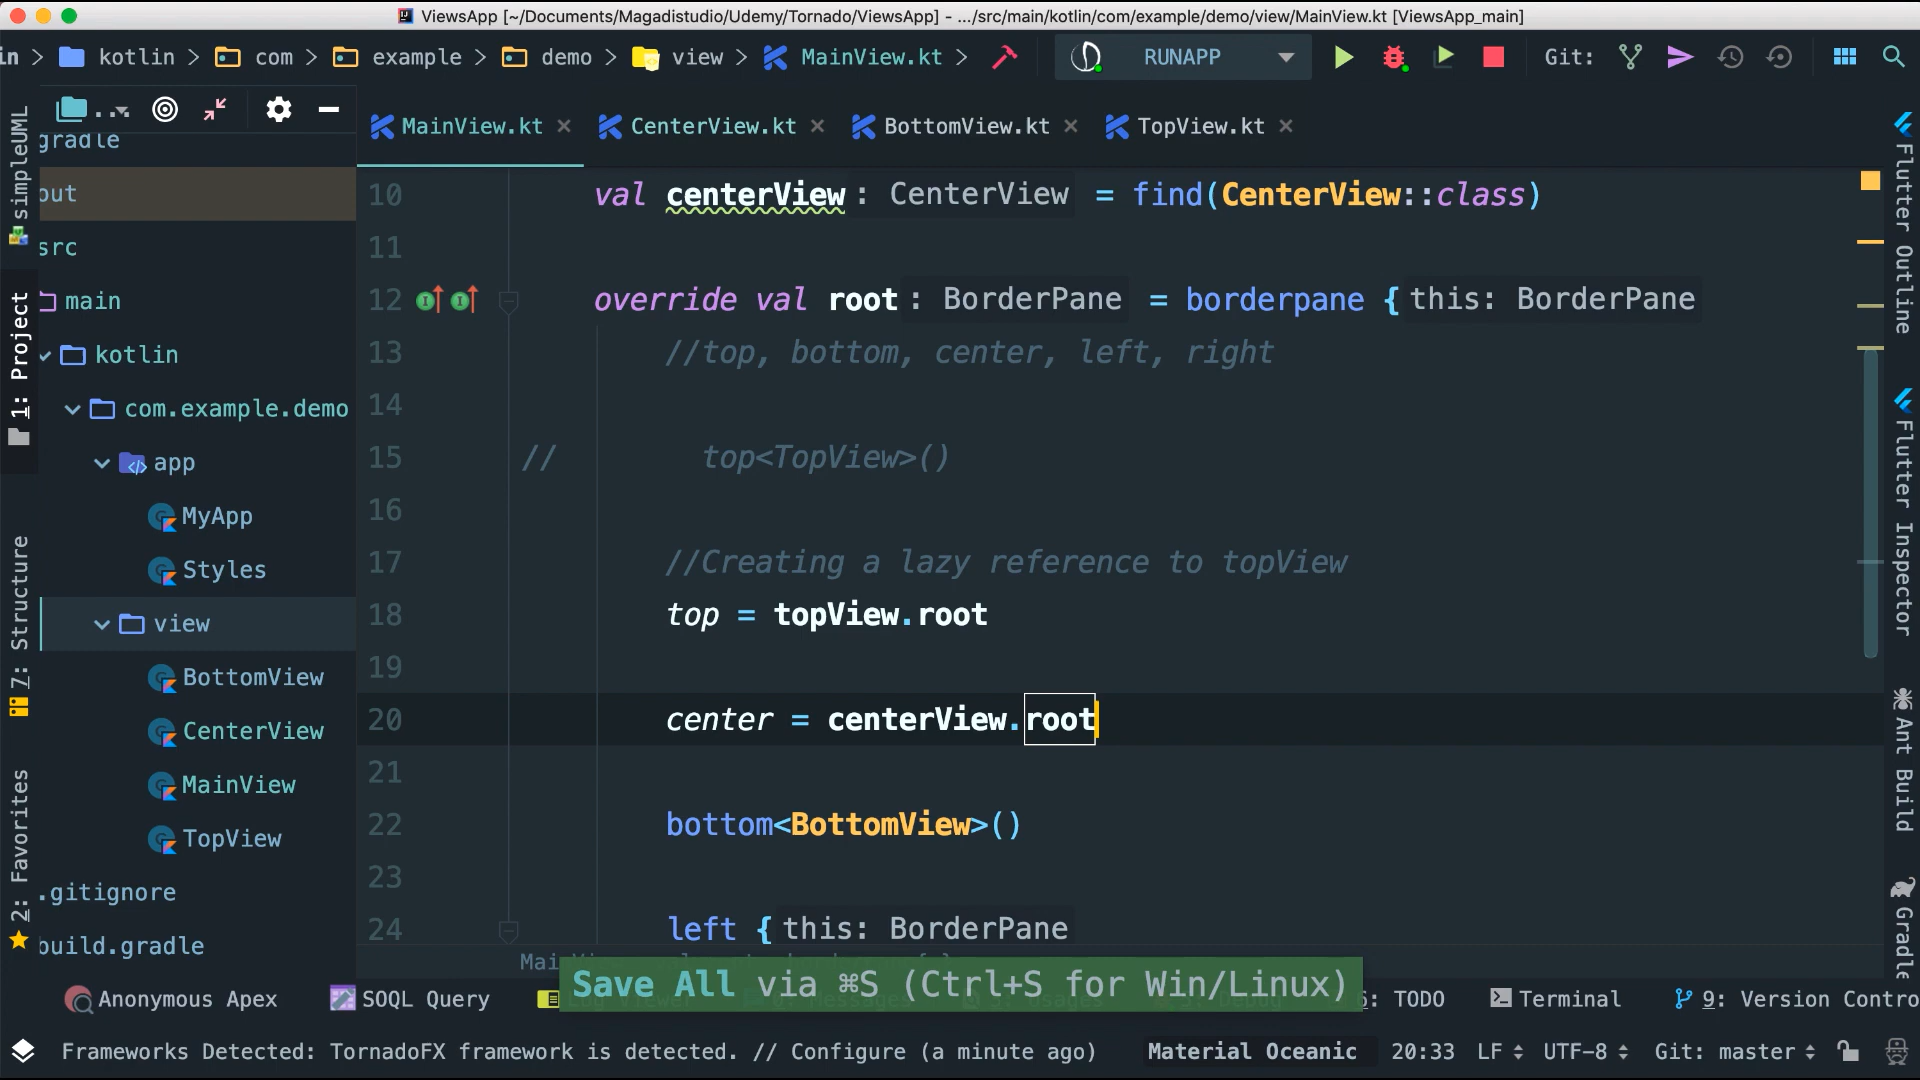 ViewsApp [~/Documents/Magadistudio/Udemy/Tornado/ViewsApp] - .../src/main/kotlin/com/example/demo/view/MainView.kt [ViewsApp_main]
in > kotlin > com > example > demo > view > MainView.kt >
RUNAPP
Git:
...
MainView.kt
CenterView.kt
BottomView.kt
TopView.kt
simpleUML
1: Project
7: Structure
2: Favorites
gradle
out
src
main
kotlin
com.example.demo
app
MyApp
Styles
view
BottomView
CenterView
MainView
TopView
.gitignore
build.gradle
10 val centerView: CenterView = find(CenterView::class)
11
12 override val root: BorderPane = borderpane { this: BorderPane
13 //top, bottom, center, left, right
14
15 // top<TopView>()
16
17 //Creating a lazy reference to topView
18 top = topView.root
19
20 center = centerView.root
21
22 bottom<BottomView>()
23
24 left { this: BorderPane
Flutter Outline
Flutter Inspector
Ant Build
Gradle
Save All via ⌘S (Ctrl+S for Win/Linux)
Anonymous Apex
SOQL Query
6: TODO
Terminal
9: Version Contro
Frameworks Detected: TornadoFX framework is detected. // Configure (a minute ago)
Material Oceanic
20:33
LF
UTF-8
Git: master